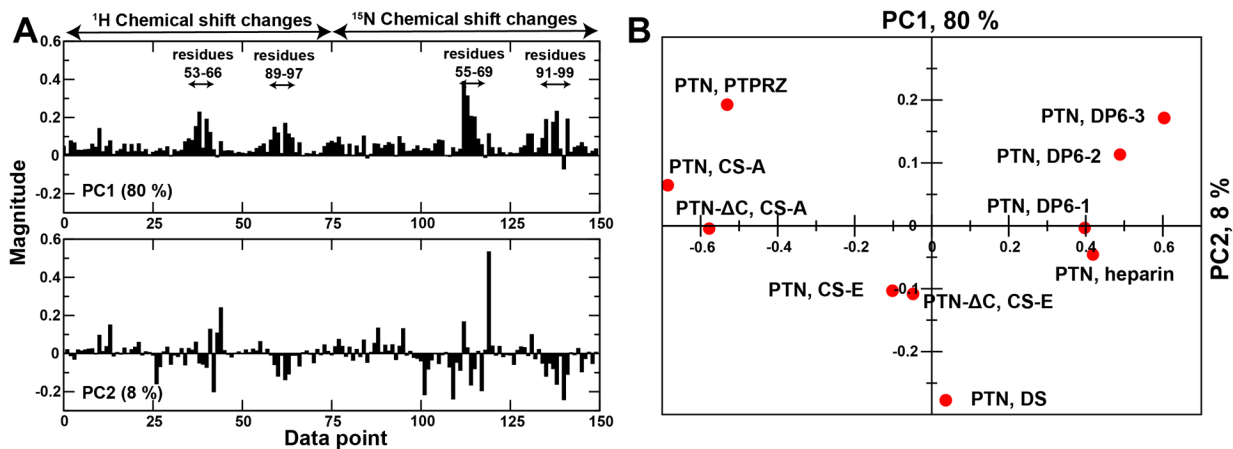 A
¹H Chemical shift changes
¹⁵N Chemical shift changes
residues
53-66
residues
89-97
residues
55-69
residues
91-99
0.6
0.4
0.2
0
-0.2
PC1 (80 %)
0 25 50 75 100 125 150
Magnitude
0.6
0.4
0.2
0
-0.2
PC2 (8 %)
0 25 50 75 100 125 150
Data point
B
PC1, 80 %
PTN, PTPRZ
0.2
PTN, DP6-3
0.1
PTN, DP6-2
PTN, CS-A
PTN-ΔC, CS-A
PTN, DP6-1
0
-0.6 -0.4 -0.2 0 0.2 0.4 0.6
PTN, heparin
PTN, CS-E
-0.1
PTN-ΔC, CS-E
-0.2
PTN, DS
PC2, 8 %